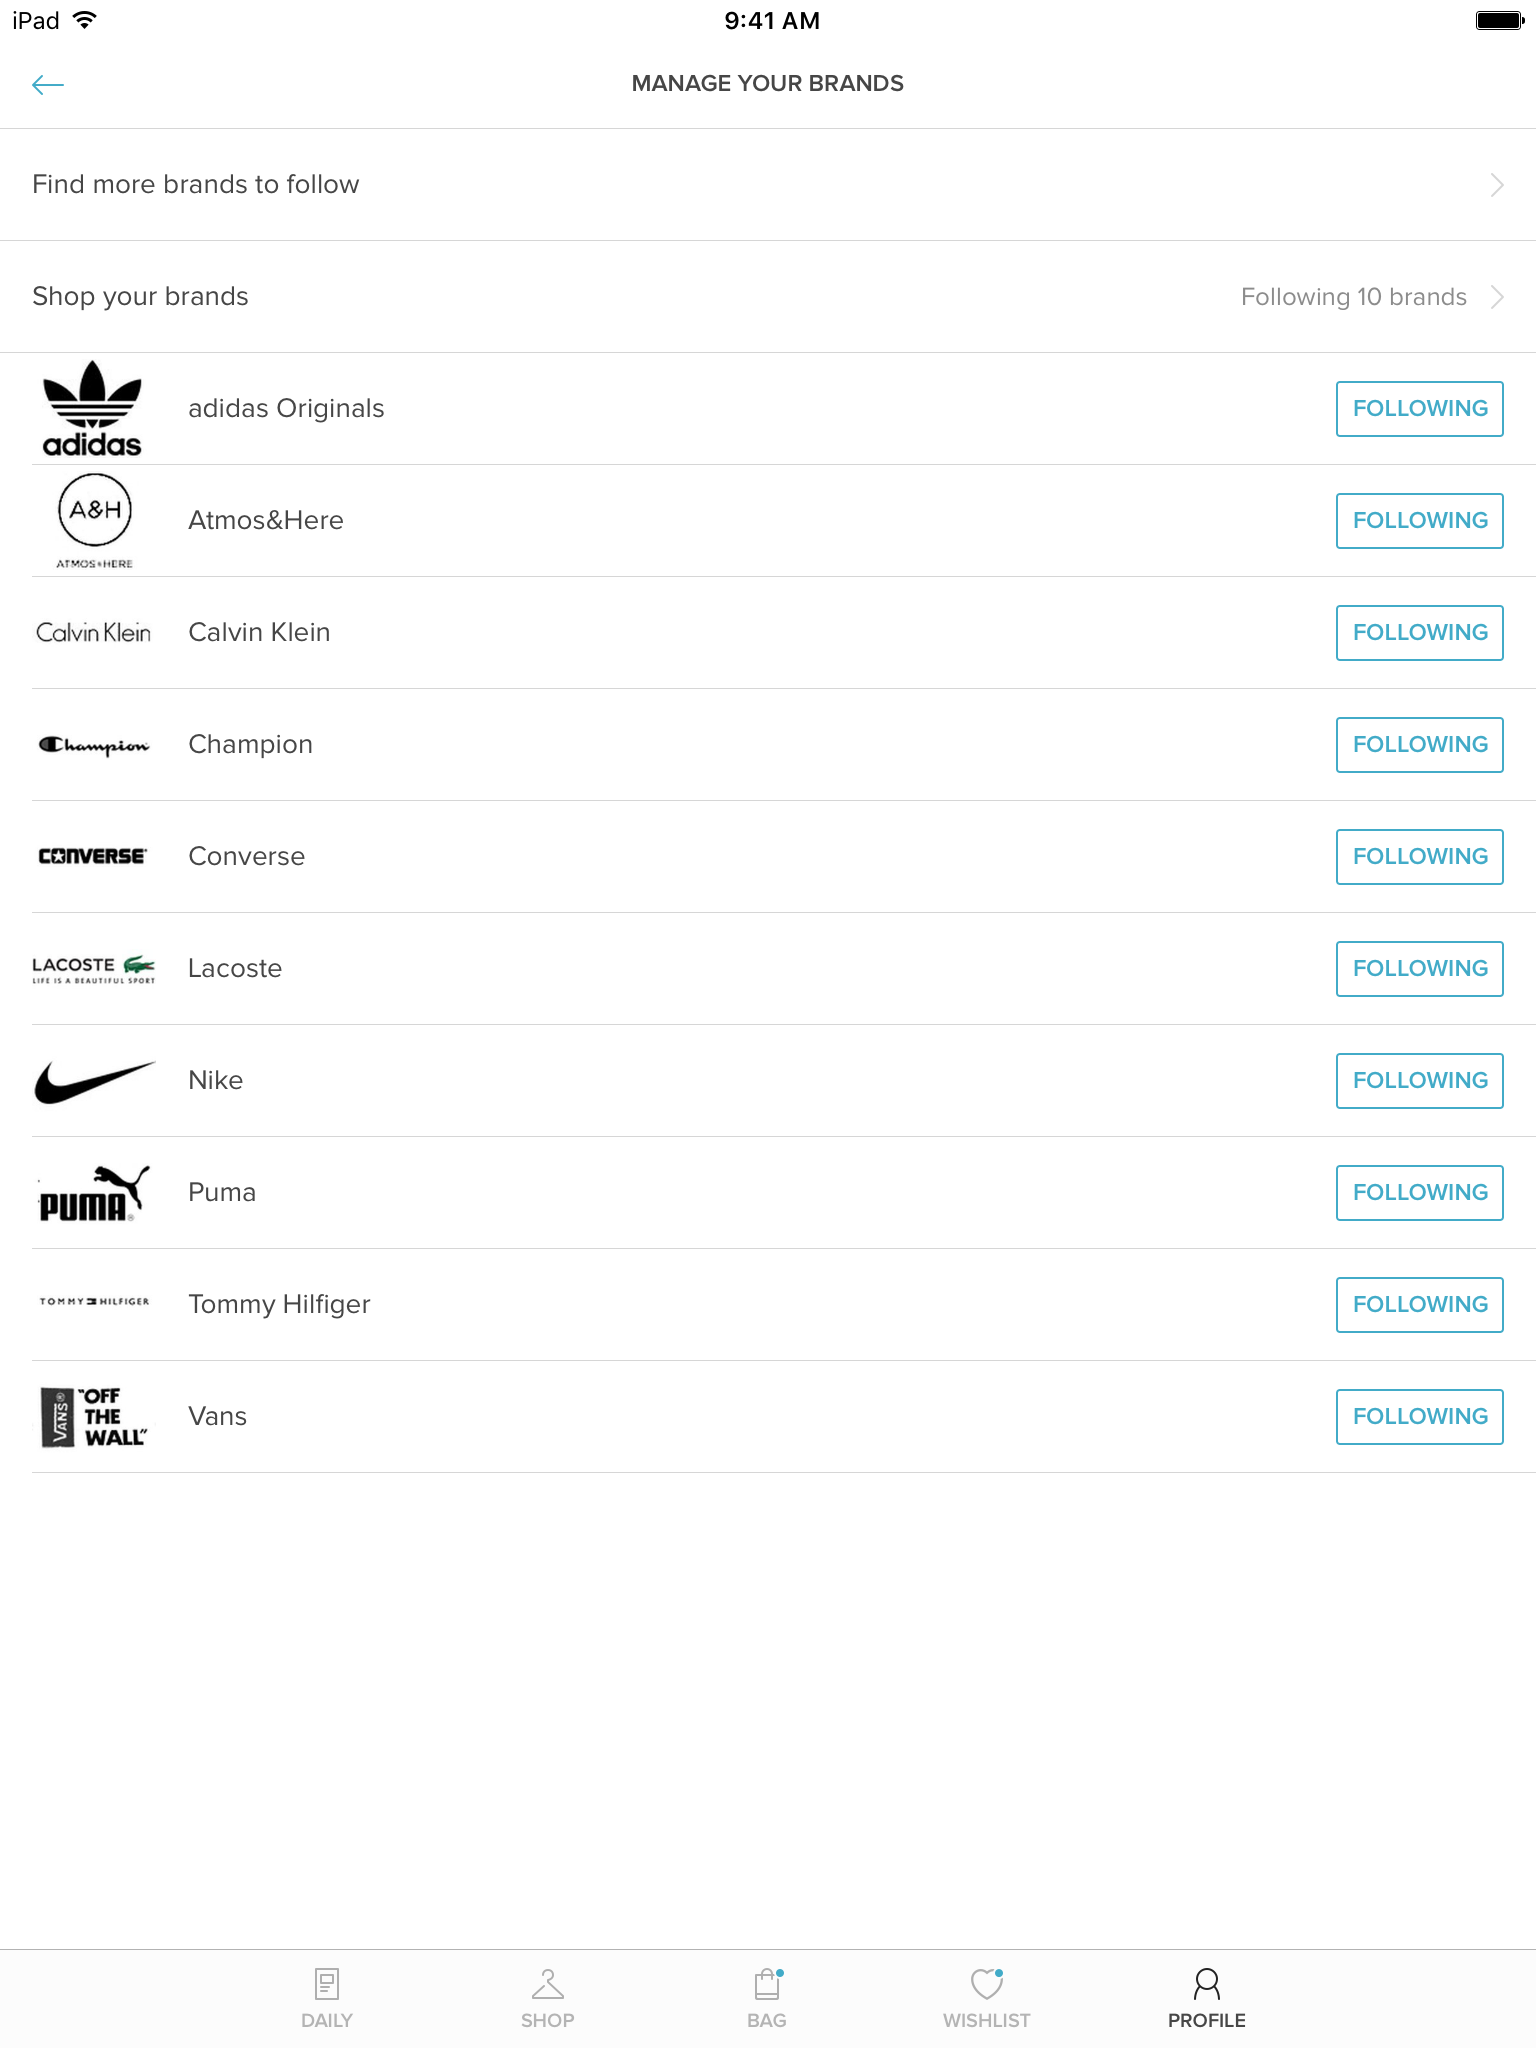 iPad 9:41 AM
MANAGE YOUR BRANDS
Find more brands to follow
Shop your brands Following 10 brands
adidas adidas Originals FOLLOWING
A&H
ATMOS&HERE
Atmos&Here FOLLOWING
Calvin Klein Calvin Klein FOLLOWING
Champion Champion FOLLOWING
CONVERSE Converse FOLLOWING
LACOSTE
LIFE IS A BEAUTIFUL SPORT
Lacoste FOLLOWING
Nike FOLLOWING
PUMA® Puma FOLLOWING
TOMMY HILFIGER Tommy Hilfiger FOLLOWING
VANS®
"OFF
THE
WALL"
Vans FOLLOWING
DAILY SHOP BAG WISHLIST PROFILE